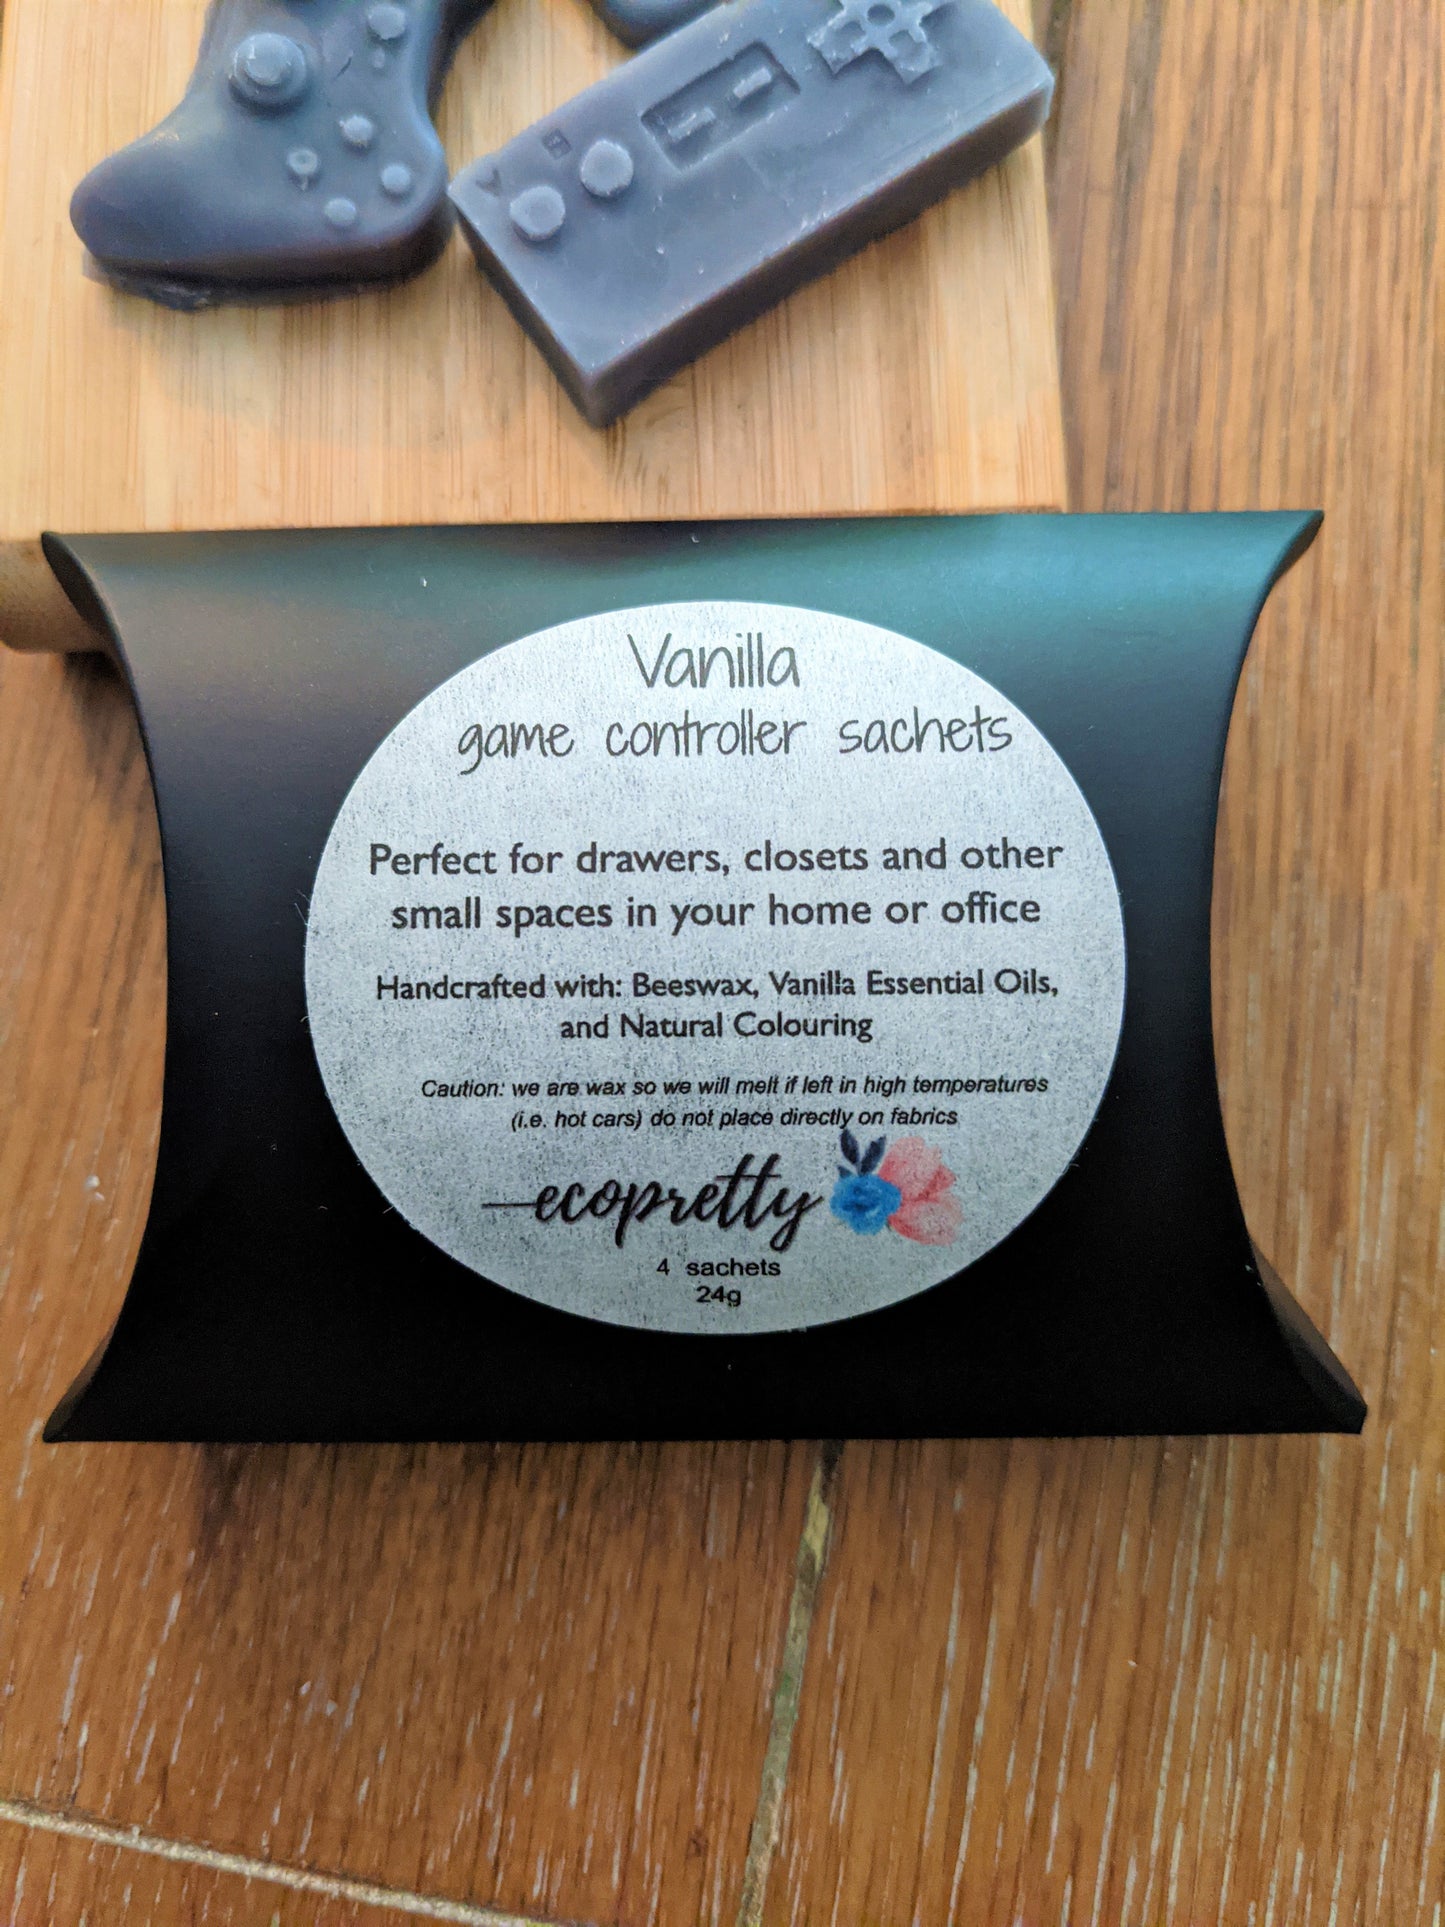 Vanilla
game controller sachets
Perfect for drawers, closets and other
small spaces in your home or office
Handcrafted with: Beeswax, Vanilla Essential Oils,
and Natural Colouring
Caution: we are wax so we will melt if left in high temperatures
(i.e. hot cars) do not place directly on fabrics
ecopretty
4 sachets
24g